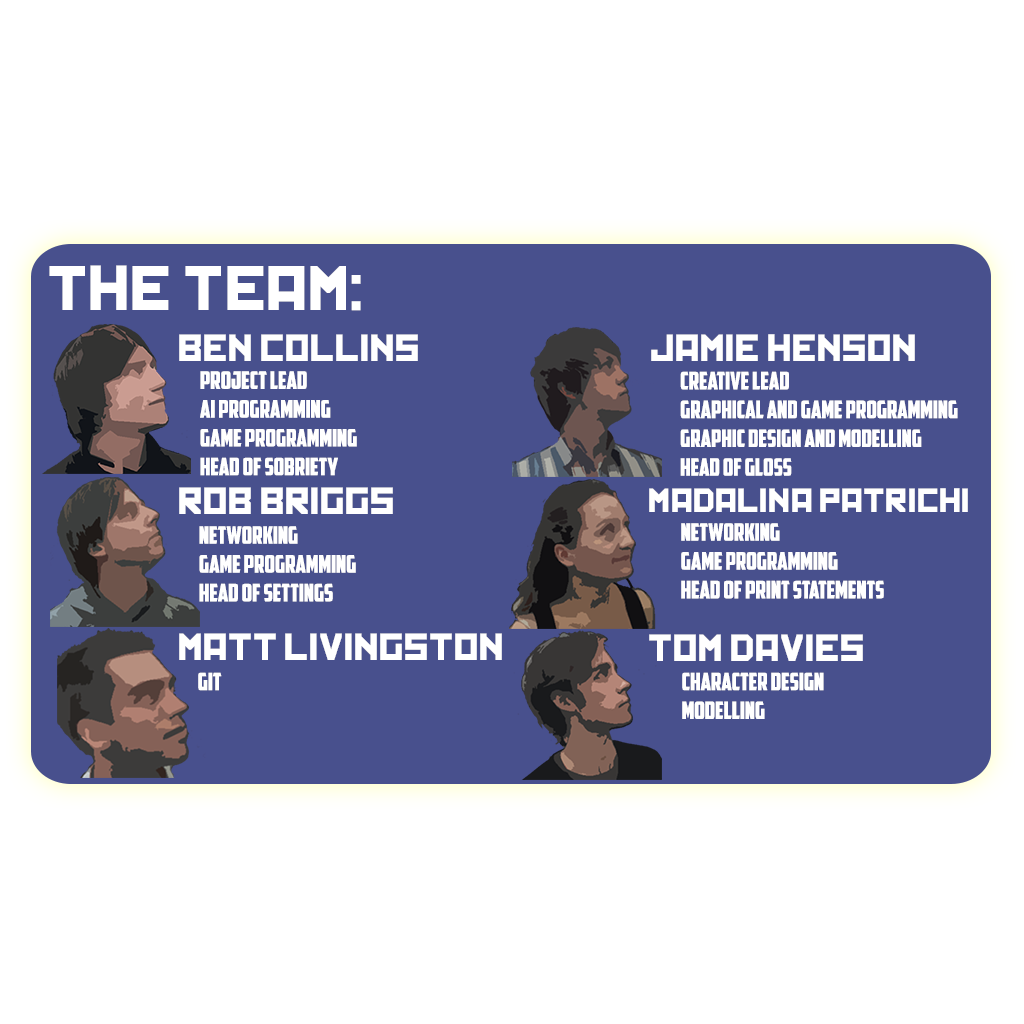 THE TEAM:
BEN COLLINS
PROJECT LEAD
AI PROGRAMMING
GAME PROGRAMMING
HEAD OF SOBRIETY
JAMIE HENSON
CREATIVE LEAD
GRAPHICAL AND GAME PROGRAMMING
GRAPHIC DESIGN AND MODELLING
HEAD OF GLOSS
ROB BRIGGS
NETWORKING
GAME PROGRAMMING
HEAD OF SETTINGS
MADALINA PATRICHI
NETWORKING
GAME PROGRAMMING
HEAD OF PRINT STATEMENTS
MATT LIVINGSTON
GIT
TOM DAVIES
CHARACTER DESIGN
MODELLING